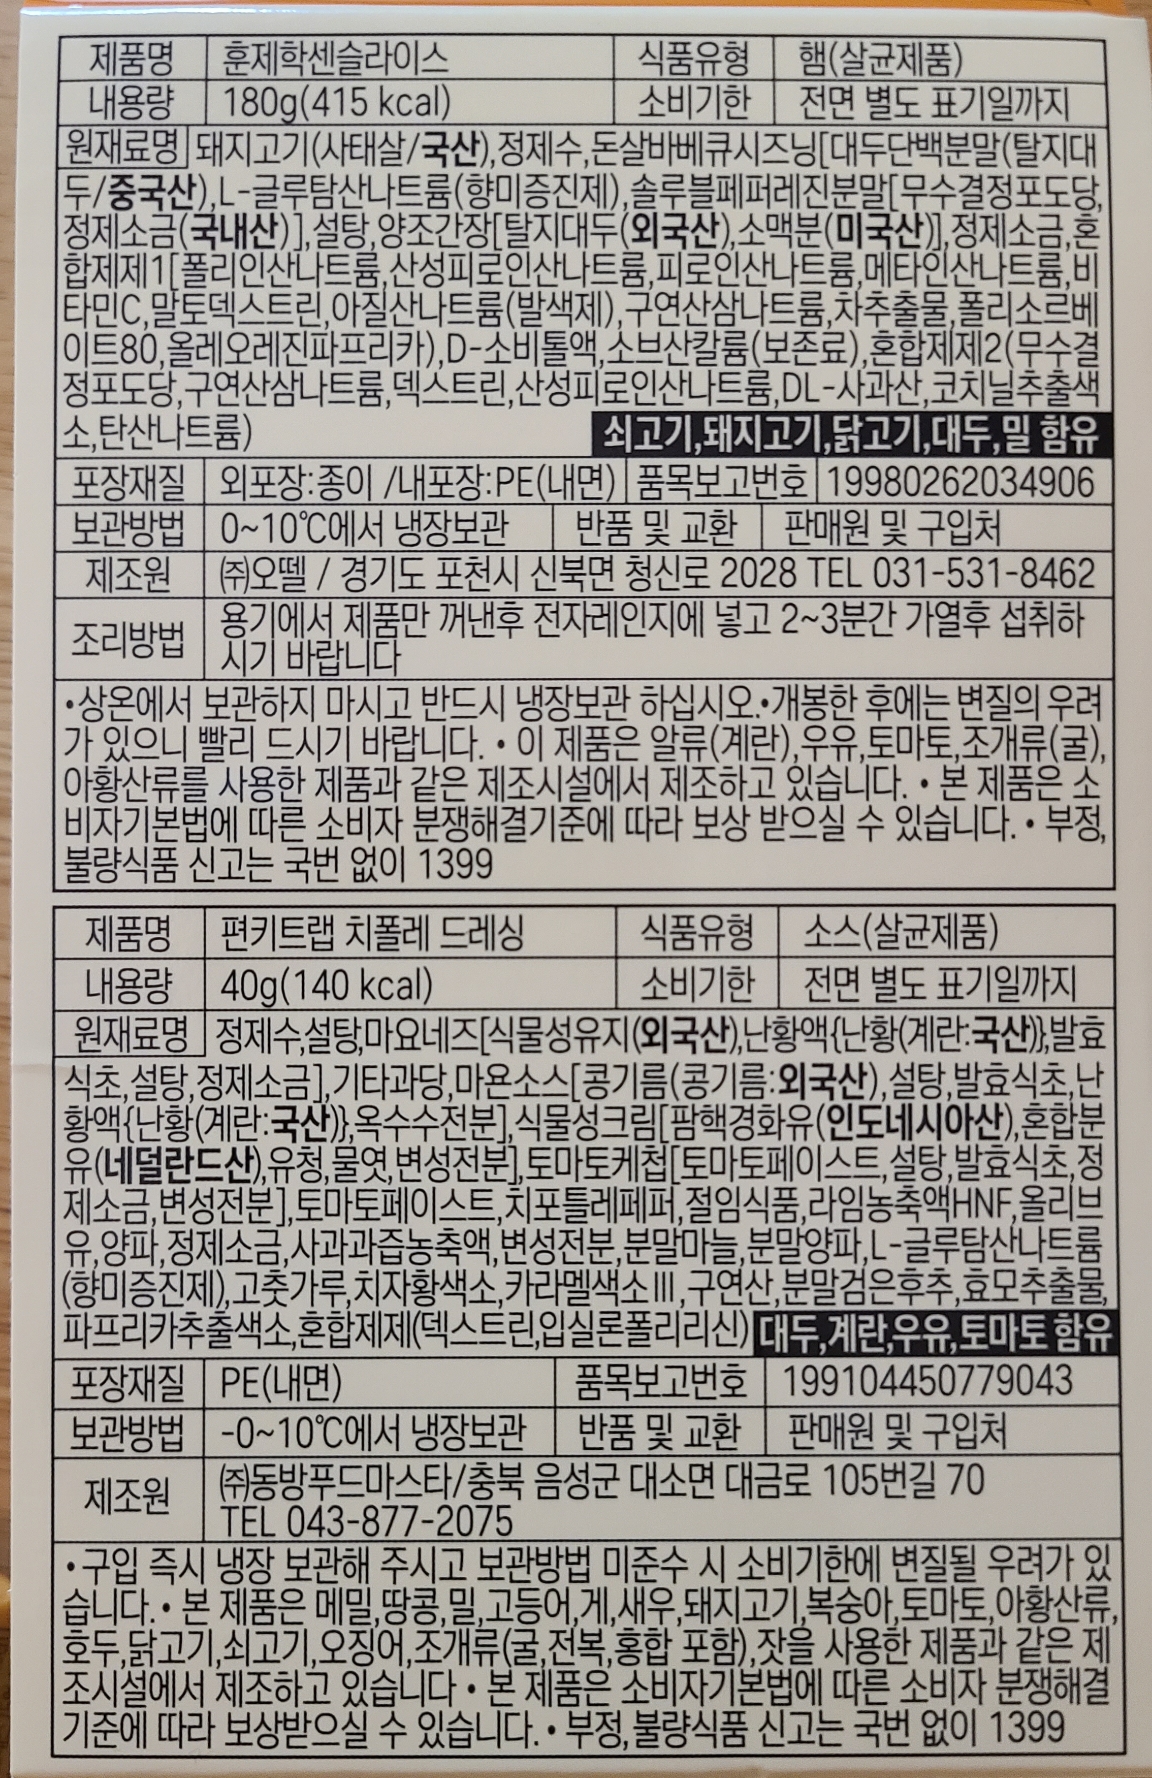 제품명 훈제학센슬라이스 식품유형 햄(살균제품)
내용량 180g(415 kcal) 소비기한 전면 별도 표기일까지
원재료명 돼지고기(사태살/국산),정제수,돈살바베큐시즈닝[대두단백분말(탈지대
두/중국산),L-글루탐산나트륨(향미증진제),솔루블페퍼레진분말[무수결정포도당,
정제소금(국내산)],설탕,양조간장[탈지대두(외국산),소맥분(미국산)],정제소금,혼
합제제1[폴리인산나트륨,산성피로인산나트륨,피로인산나트륨,메타인산나트륨,비
타민C,말토덱스트린,아질산나트륨(발색제),구연산삼나트륨,차추출물,폴리소르베
이트80,올레오레진파프리카),D-소비톨액,소브산칼륨(보존료),혼합제제2(무수결
정포도당,구연산삼나트륨,덱스트린,산성피로인산나트륨,DL-사과산,코치닐추출색
소,탄산나트륨) 쇠고기,돼지고기,닭고기,대두,밀 함유
포장재질 외포장:종이 /내포장:PE(내면) 품목보고번호 19980262034906
보관방법 0~10℃에서 냉장보관 반품 및 교환 판매원 및 구입처
제조원 ㈜오뗄 / 경기도 포천시 신북면 청신로 2028 TEL 031-531-8462
조리방법 용기에서 제품만 꺼낸후 전자레인지에 넣고 2~3분간 가열후 섭취하
시기 바랍니다
•상온에서 보관하지 마시고 반드시 냉장보관 하십시오.•개봉한 후에는 변질의 우려
가 있으니 빨리 드시기 바랍니다. • 이 제품은 알류(계란),우유,토마토,조개류(굴),
아황산류를 사용한 제품과 같은 제조시설에서 제조하고 있습니다. • 본 제품은 소
비자기본법에 따른 소비자 분쟁해결기준에 따라 보상 받으실 수 있습니다. • 부정,
불량식품 신고는 국번 없이 1399
제품명 편키트랩 치폴레 드레싱 식품유형 소스(살균제품)
내용량 40g(140 kcal) 소비기한 전면 별도 표기일까지
원재료명 정제수,설탕,마요네즈[식물성유지(외국산),난황액{난황(계란:국산)},발효
식초,설탕,정제소금],기타과당,마욘소스[콩기름(콩기름:외국산),설탕,발효식초,난
황액{난황(계란:국산)},옥수수전분],식물성크림[팜핵경화유(인도네시아산),혼합분
유(네덜란드산),유청,물엿,변성전분],토마토케첩[토마토페이스트,설탕,발효식초,정
제소금,변성전분],토마토페이스트,치포틀레페퍼,절임식품,라임농축액HNF,올리브
유,양파,정제소금,사과과즙농축액,변성전분,분말마늘,분말양파,L-글루탐산나트륨
(향미증진제),고춧가루,치자황색소,카라멜색소Ⅲ,구연산,분말검은후추,효모추출물,
파프리카추출색소,혼합제제(덱스트린,입실론폴리리신) 대두,계란,우유,토마토 함유
포장재질 PE(내면) 품목보고번호 199104450779043
보관방법 -0~10℃에서 냉장보관 반품 및 교환 판매원 및 구입처
제조원 ㈜동방푸드마스타/충북 음성군 대소면 대금로 105번길 70
TEL 043-877-2075
•구입 즉시 냉장 보관해 주시고 보관방법 미준수 시 소비기한에 변질될 우려가 있
습니다.• 본 제품은 메밀,땅콩,밀,고등어,게,새우,돼지고기,복숭아,토마토,아황산류,
호두,닭고기,쇠고기,오징어,조개류(굴,전복,홍합 포함),잣을 사용한 제품과 같은 제
조시설에서 제조하고 있습니다 • 본 제품은 소비자기본법에 따른 소비자 분쟁해결
기준에 따라 보상받으실 수 있습니다. • 부정,불량식품 신고는 국번 없이 1399